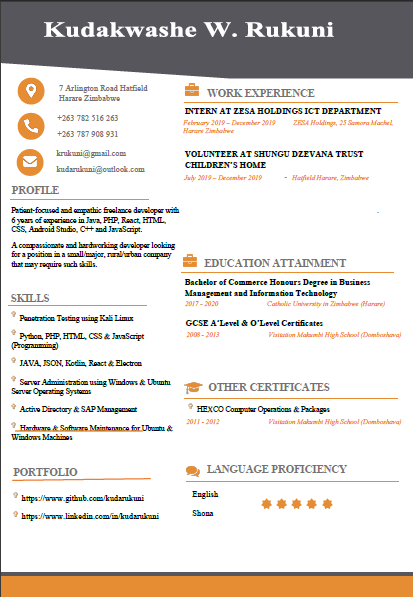 Kudakwashe W. Rukuni
7 Arlington Road Hatfield
Harare Zimbabwe
+263 782 516 263
+263 787 908 931
krukuni@gmail.com
kudarukuni@outlook.com
PROFILE
Patient-focused and empathic freelance developer with
6 years of experience in Java, PHP, React, HTML,
CSS, Android Studio, C++ and JavaScript.
A compassionate and hardworking developer looking
for a position in a small/major, rural/urban company
that may require such skills.
SKILLS
Penetration Testing using Kali Linux
Python, PHP, HTML, CSS & JavaScript
(Programming)
JAVA, JSON, Kotlin, React & Electron
Server Administration using Windows & Ubuntu
Server Operating Systems
Active Directory & SAP Management
Hardware & Software Maintenance for Ubuntu &
Windows Machines
PORTFOLIO
https://www.github.com/kudarukuni
https://www.linkedin.com/in/kudarukuni
WORK EXPERIENCE
INTERN AT ZESA HOLDINGS ICT DEPARTMENT
February 2019 – December 2019 ZESA Holdings, 25 Samora Machel,
Harare Zimbabwe
VOLUNTEER AT SHUNGU DZEVANA TRUST
CHILDREN'S HOME
July 2019 – December 2019 - Hatfield Harare, Zimbabwe
EDUCATION ATTAINMENT
Bachelor of Commerce Honours Degree in Business
Management and Information Technology
2017 - 2020 Catholic University in Zimbabwe (Harare)
GCSE A'Level & O'Level Certificates
2008 - 2013 Visitation Makumbi High School (Domboshava)
OTHER CERTIFICATES
HEXCO Computer Operations & Packages
2011 - 2012 Visitation Makumbi High School (Domboshava)
LANGUAGE PROFICIENCY
English
Shona